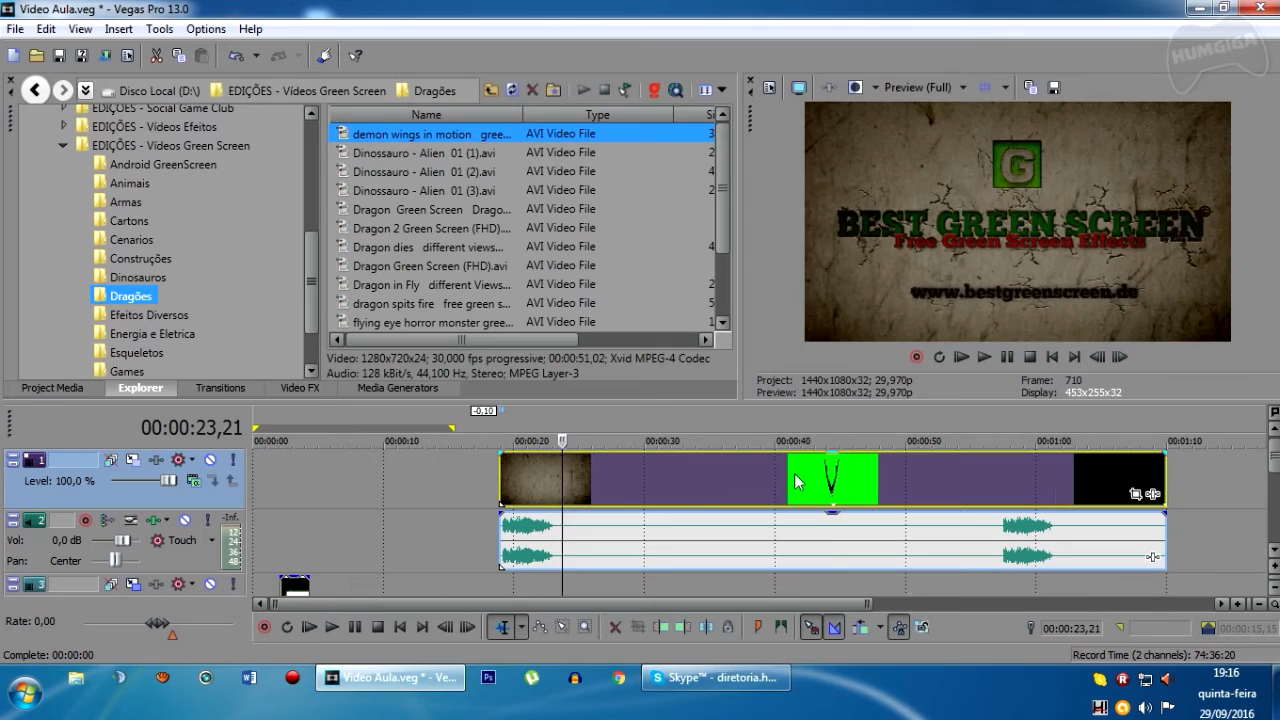 Video Aula.veg * - Vegas Pro 13.0
HUMGIGA
File Edit View Insert Tools Options Help
Disco Local (D:\) EDIÇÕES - Vídeos Green Screen Dragões
Preview (Full)
EDIÇÕES - Social Game Club
EDIÇÕES - Vídeos Efeitos
EDIÇÕES - Vídeos Green Screen
Android GreenScreen
Animais
Armas
Cartons
Cenarios
Construções
Dinosauros
Dragões
Efeitos Diversos
Energia e Eletrica
Esqueletos
Games
Name Type Si
demon wings in motion gree... AVI Video File 3
Dinossauro - Alien 01 (1).avi AVI Video File 2
Dinossauro - Alien 01 (2).avi AVI Video File 4
Dinossauro - Alien 01 (3).avi AVI Video File 2
Dragon Green Screen Drago... AVI Video File
Dragon 2 Green Screen (FHD).... AVI Video File
Dragon dies different views... AVI Video File 4
Dragon Green Screen (FHD).avi AVI Video File
Dragon in Fly different Views... AVI Video File 2
dragon spits fire free green s... AVI Video File 5
flying eye horror monster gree... AVI Video File 1
Video: 1280x720x24; 30,000 fps progressive; 00:00:51,02; Xvid MPEG-4 Codec
Audio: 128 kBit/s, 44,100 Hz, Stereo; MPEG Layer-3
Project Media Explorer Transitions Video FX Media Generators
G
BEST GREEN SCREEN
Free Green Screen Effects
www.bestgreenscreen.de
Project: 1440x1080x32; 29,970p Frame: 710
Preview: 1440x1080x32; 29,970p Display: 453x255x32
00:00:23,21
-0.10
00:00:00 00:00:10 00:00:20 00:00:30 00:00:40 00:00:50 00:01:00 00:01:10
1
Level: 100,0 %
2
-Inf.
Vol: 0,0 dB Touch
Pan: Center
12
24
36
48
3
Rate: 0,00
00:00:23,21 00:00:15,15
Complete: 00:00:00
Record Time (2 channels): 74:36:20
Video Aula.veg * - Ve...
Skype™ - diretoria.h...
19:16
quinta-feira
29/09/2016